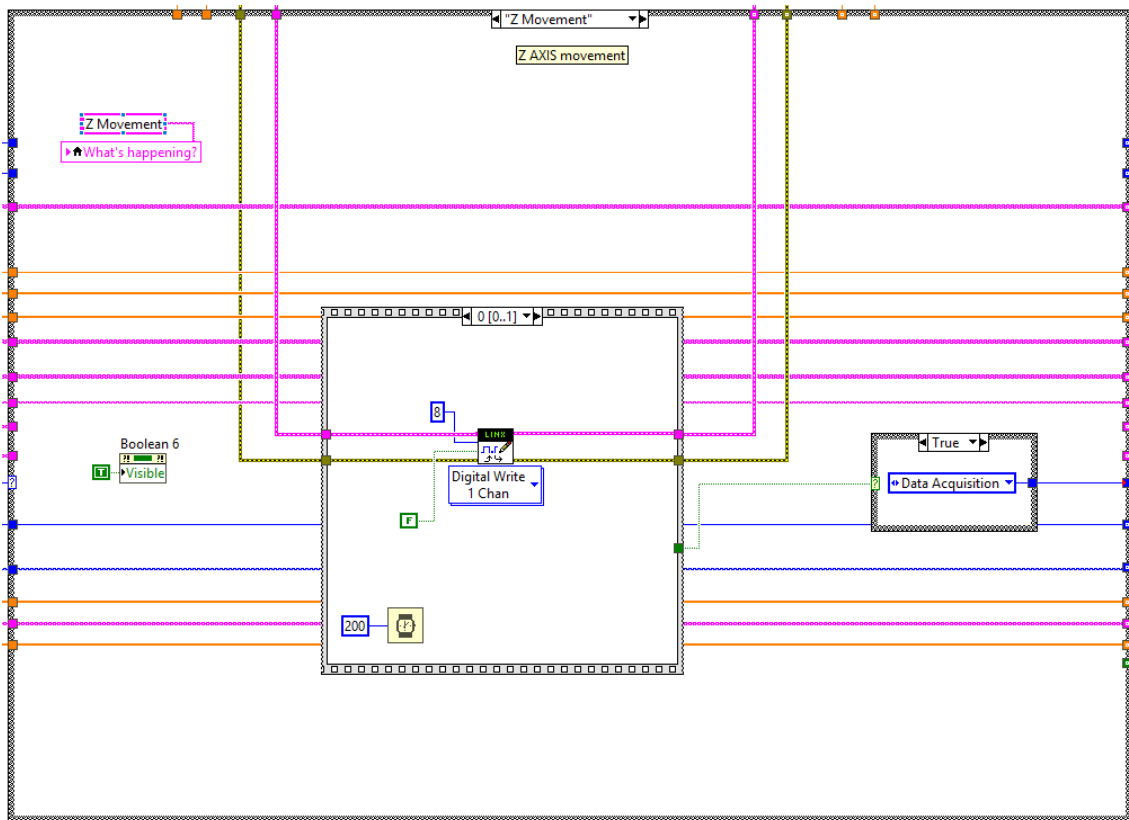 "Z Movement"
Z AXIS movement
Z Movement
What's happening?
0 [0..1]
8
LINX
Digital Write
1 Chan
F
200
Boolean 6
T
Visible
True
?
Data Acquisition
?